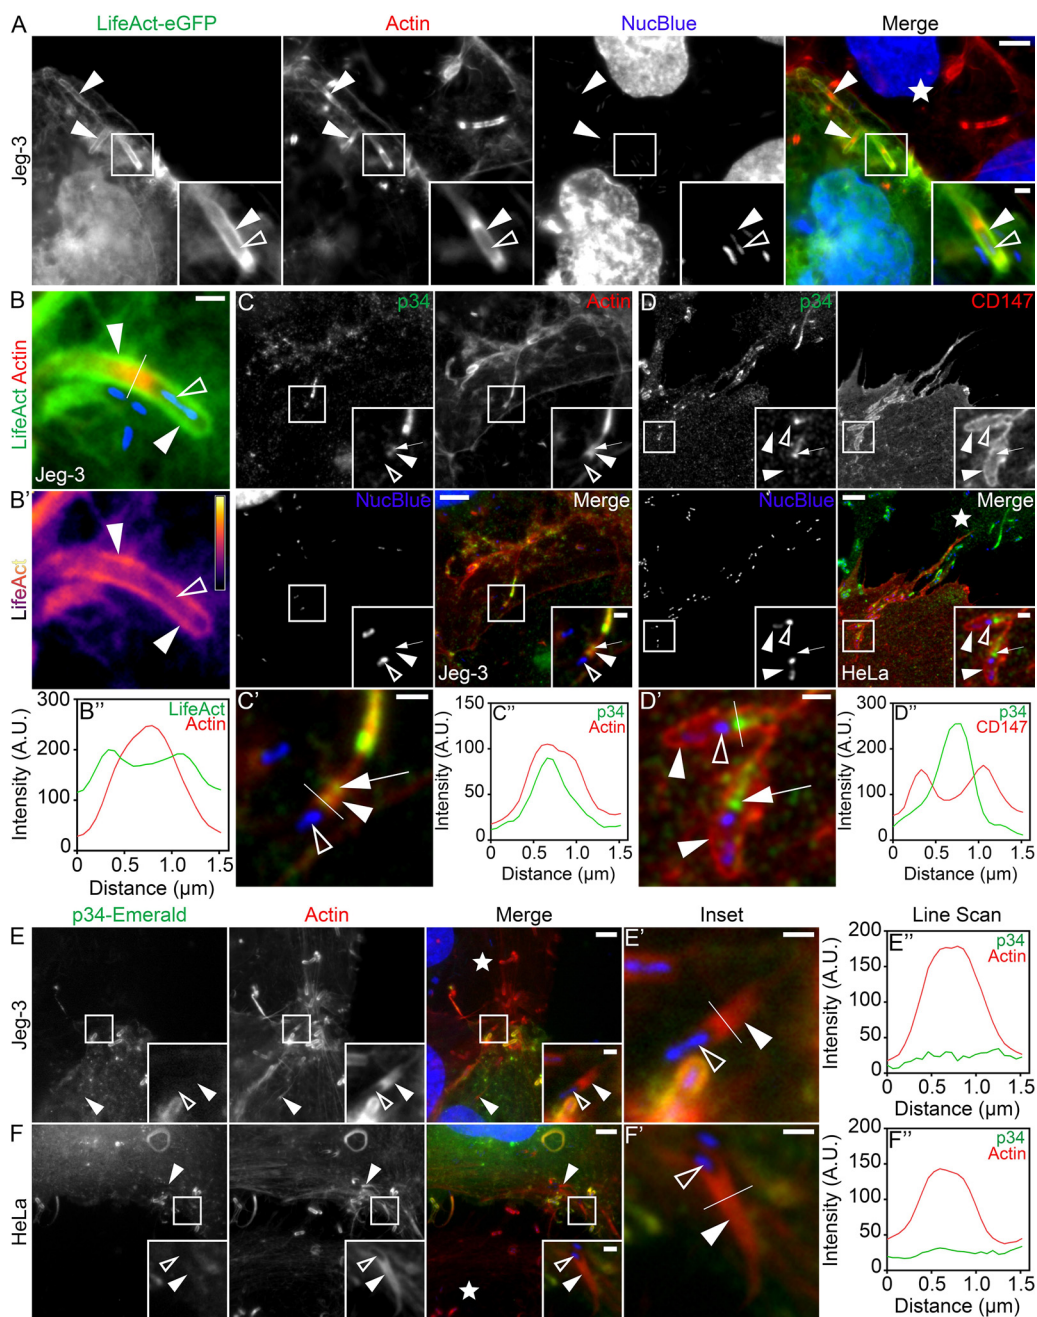 A
LifeAct-eGFP
Actin
NucBlue
Merge
Jeg-3
B
LifeAct Actin
Jeg-3
C
p34
Actin
D
p34
CD147
B'
LifeAct
NucBlue
Merge
Jeg-3
NucBlue
Merge
HeLa
B''
LifeAct
Actin
Intensity (A.U.)
300
200
100
0
0
0.5
1.0
1.5
Distance (µm)
C'
C''
p34
Actin
Intensity (A.U.)
150
100
50
0
0
0.5
1.0
1.5
Distance (µm)
D'
D''
p34
CD147
Intensity (A.U.)
300
200
100
0
0
0.5
1.0
1.5
Distance (µm)
p34-Emerald
Actin
Merge
Inset
Line Scan
Jeg-3
E
E'
E''
p34
Actin
Intensity (A.U.)
200
150
100
50
0
0
0.5
1.0
1.5
Distance (µm)
HeLa
F
F'
F''
p34
Actin
Intensity (A.U.)
200
150
100
50
0
0
0.5
1.0
1.5
Distance (µm)